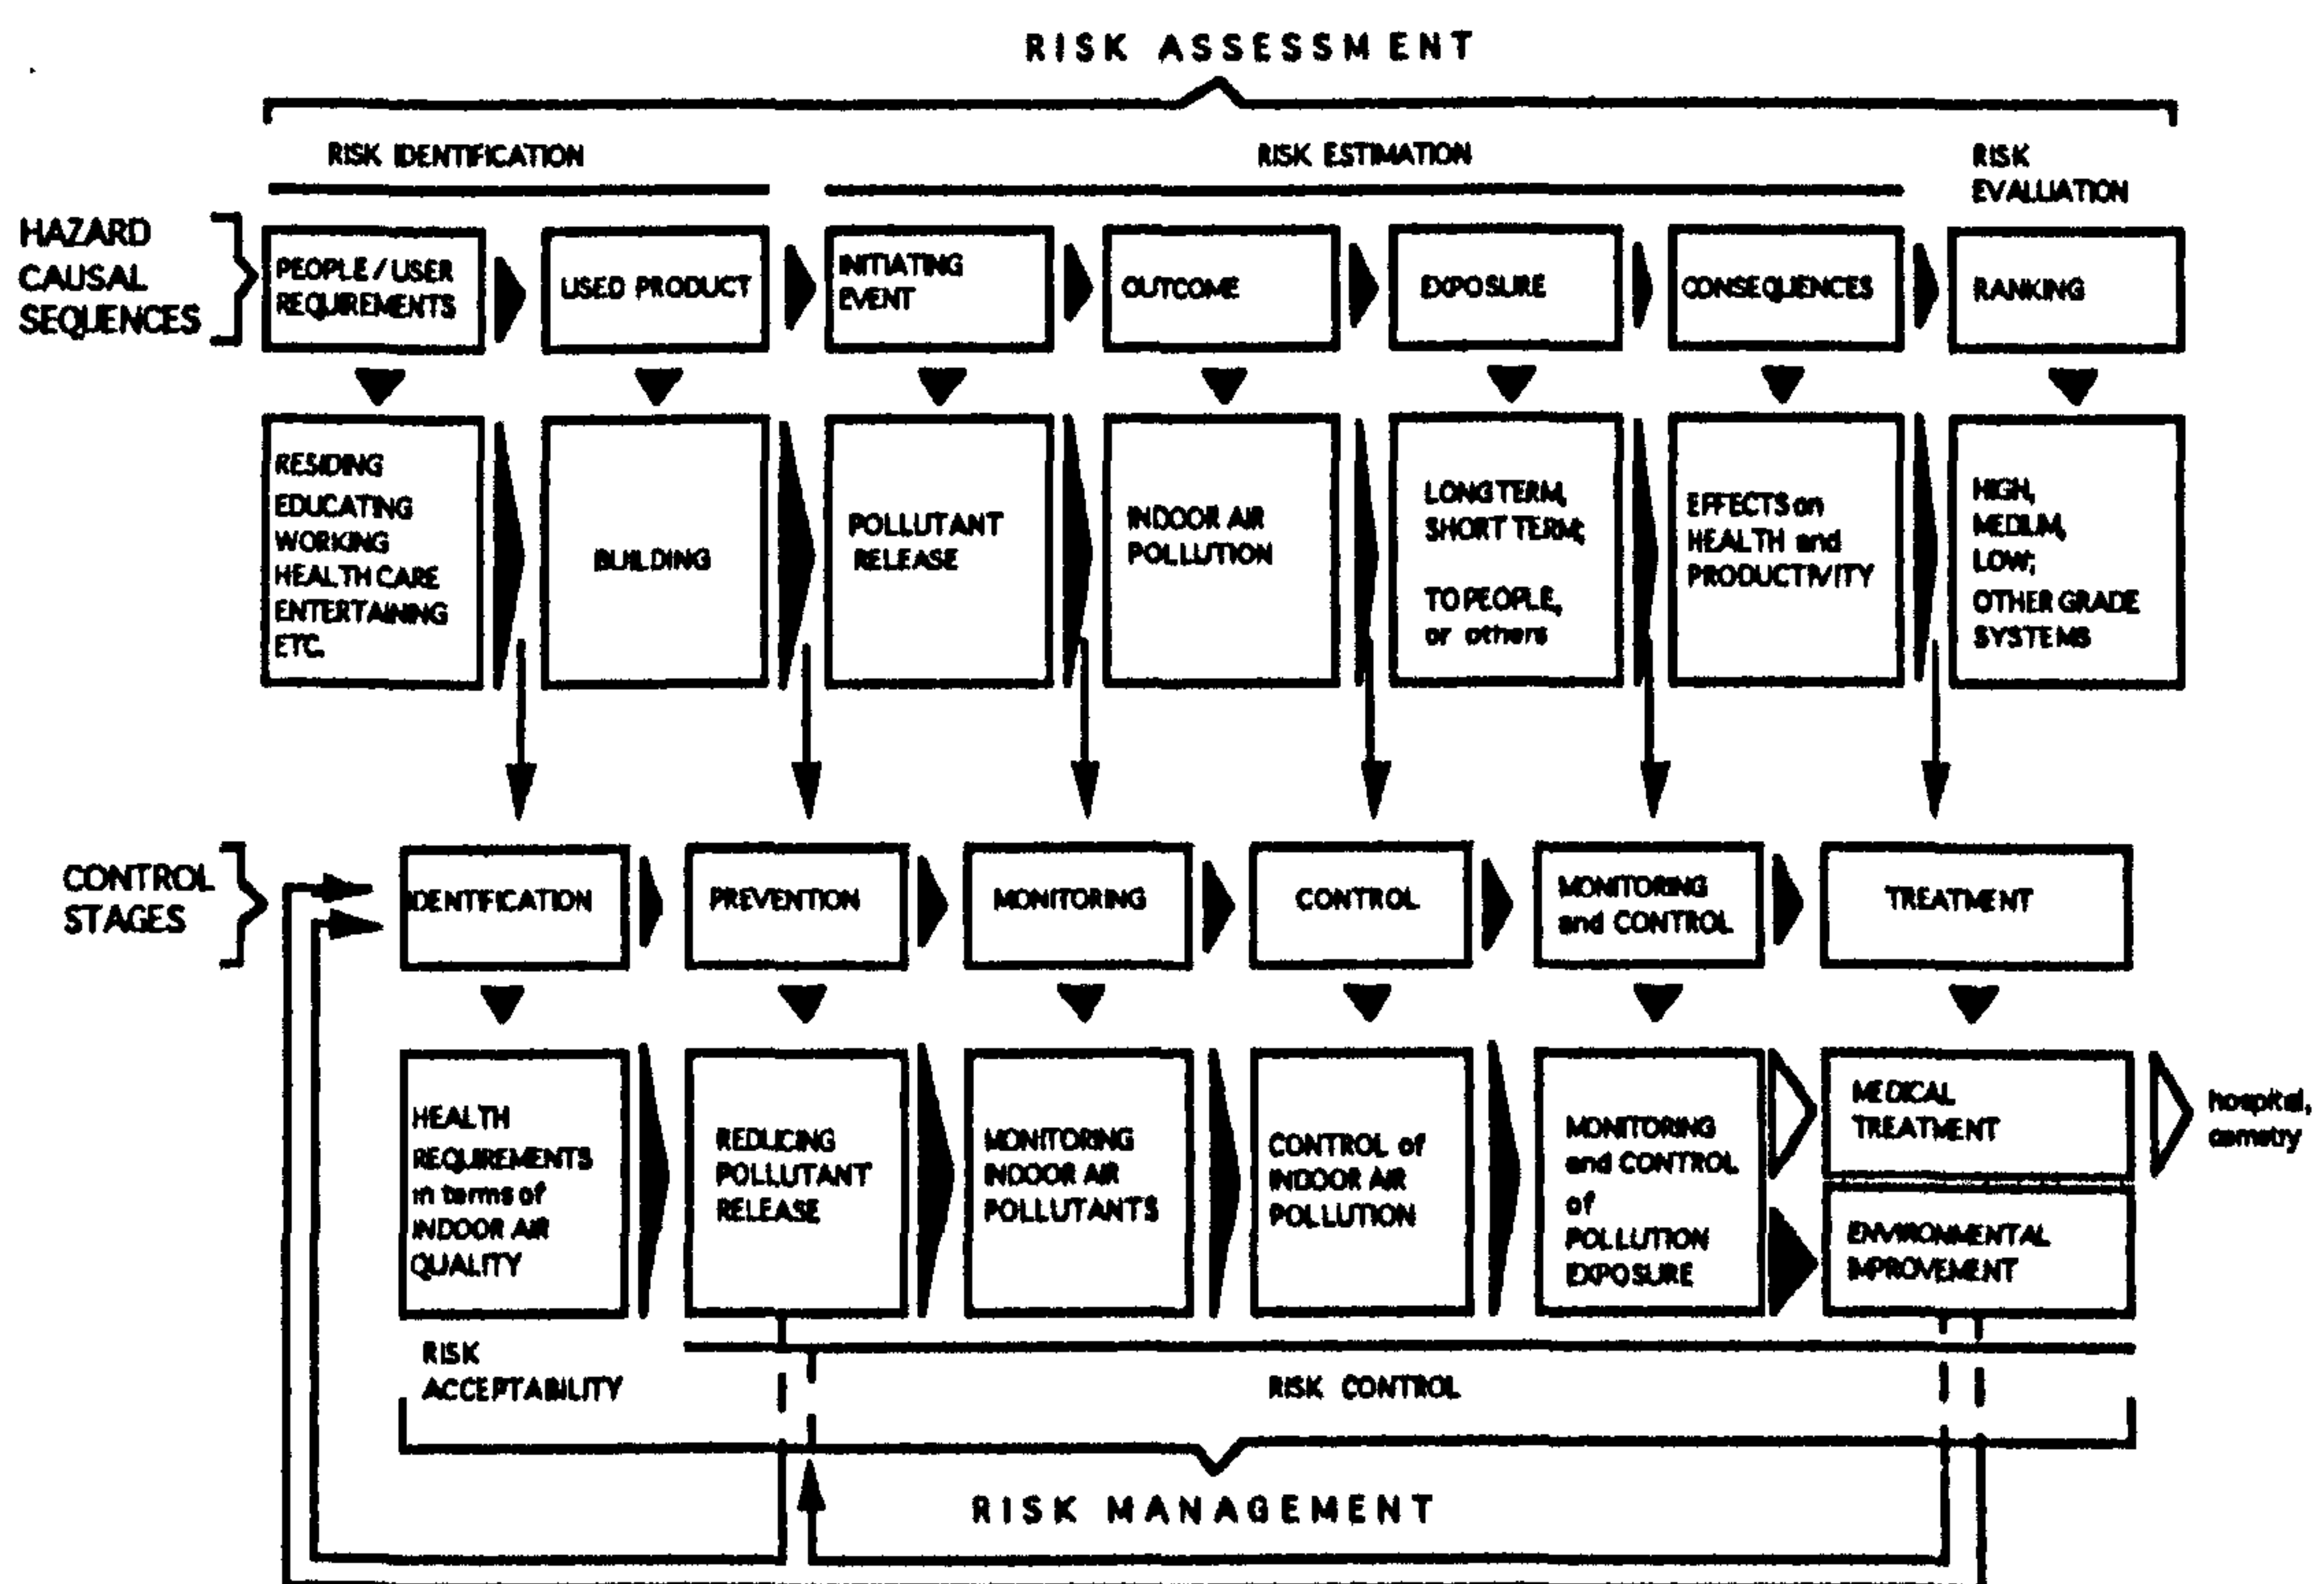 RISK ASSESSMENT
RISK IDENTIFICATION
RISK ESTIMATION
RISK
EVALUATION
HAZARD
CAUSAL
SEQUENCES
PEOPLE / USER
REQUIREMENTS
USED PRODUCT
INITIATING
EVENT
OUTCOME
EXPOSURE
CONSEQUENCES
RANKING
RESIDING
EDUCATING
WORKING
HEALTH CARE
ENTERTAINING
ETC.
BUILDING
POLLUTANT
RELEASE
INDOOR AIR
POLLUTION
LONG TERM,
SHORT TERM;
TO PEOPLE,
or others
EFFECTS on
HEALTH and
PRODUCTIVITY
HIGH,
MEDIUM,
LOW;
OTHER GRADE
SYSTEMS
CONTROL
STAGES
IDENTIFICATION
PREVENTION
MONITORING
CONTROL
MONITORING
and CONTROL
TREATMENT
HEALTH
REQUIREMENTS
in terms of
INDOOR AIR
QUALITY
REDUCING
POLLUTANT
RELEASE
MONITORING
INDOOR AIR
POLLUTANTS
CONTROL of
INDOOR AIR
POLLUTION
MONITORING
and CONTROL
of
POLLUTION
EXPOSURE
MEDICAL
TREATMENT
ENVIRONMENTAL
IMPROVEMENT
hospital,
cemetry
RISK
ACCEPTABILITY
RISK CONTROL
RISK MANAGEMENT